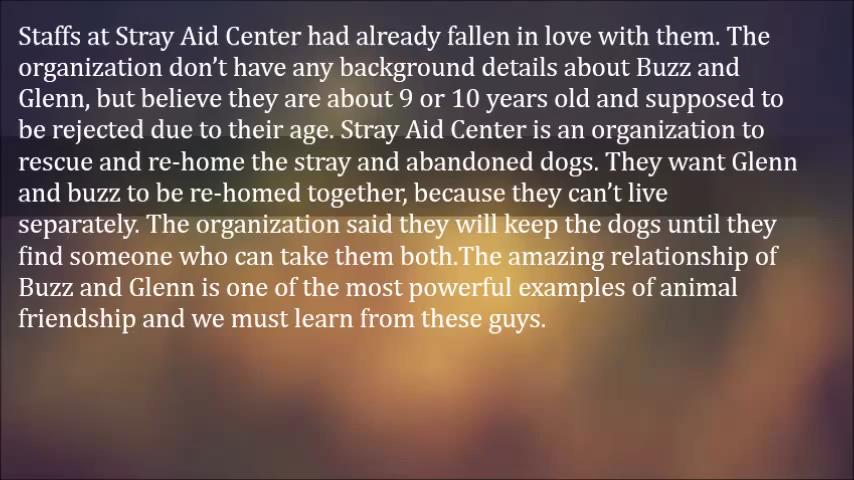 Staffs at Stray Aid Center had already fallen in love with them. The
organization don’t have any background details about Buzz and
Glenn, but believe they are about 9 or 10 years old and supposed to
be rejected due to their age. Stray Aid Center is an organization to
rescue and re-home the stray and abandoned dogs. They want Glenn
and buzz to be re-homed together, because they can’t live
separately. The organization said they will keep the dogs until they
find someone who can take them both.The amazing relationship of
Buzz and Glenn is one of the most powerful examples of animal
friendship and we must learn from these guys.